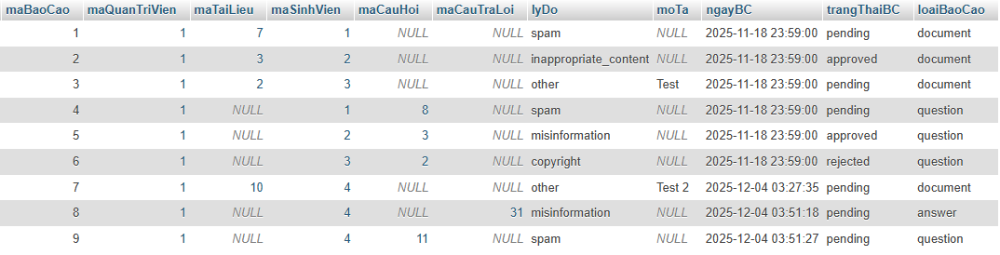 maBaoCao maQuanTriVien maTaiLieu maSinhVien maCauHoi maCauTraLoi lyDo moTa ngayBC trangThaiBC loaiBaoCao
1 1 7 1 NULL NULL spam NULL 2025-11-18 23:59:00 pending document
2 1 3 2 NULL NULL inappropriate_content NULL 2025-11-18 23:59:00 approved document
3 1 2 3 NULL NULL other Test 2025-11-18 23:59:00 pending document
4 1 NULL 1 8 NULL spam NULL 2025-11-18 23:59:00 pending question
5 1 NULL 2 3 NULL misinformation NULL 2025-11-18 23:59:00 approved question
6 1 NULL 3 2 NULL copyright NULL 2025-11-18 23:59:00 rejected question
7 1 10 4 NULL NULL other Test 2 2025-12-04 03:27:35 pending document
8 1 NULL 4 NULL 31 misinformation NULL 2025-12-04 03:51:18 pending answer
9 1 NULL 4 11 NULL spam NULL 2025-12-04 03:51:27 pending question